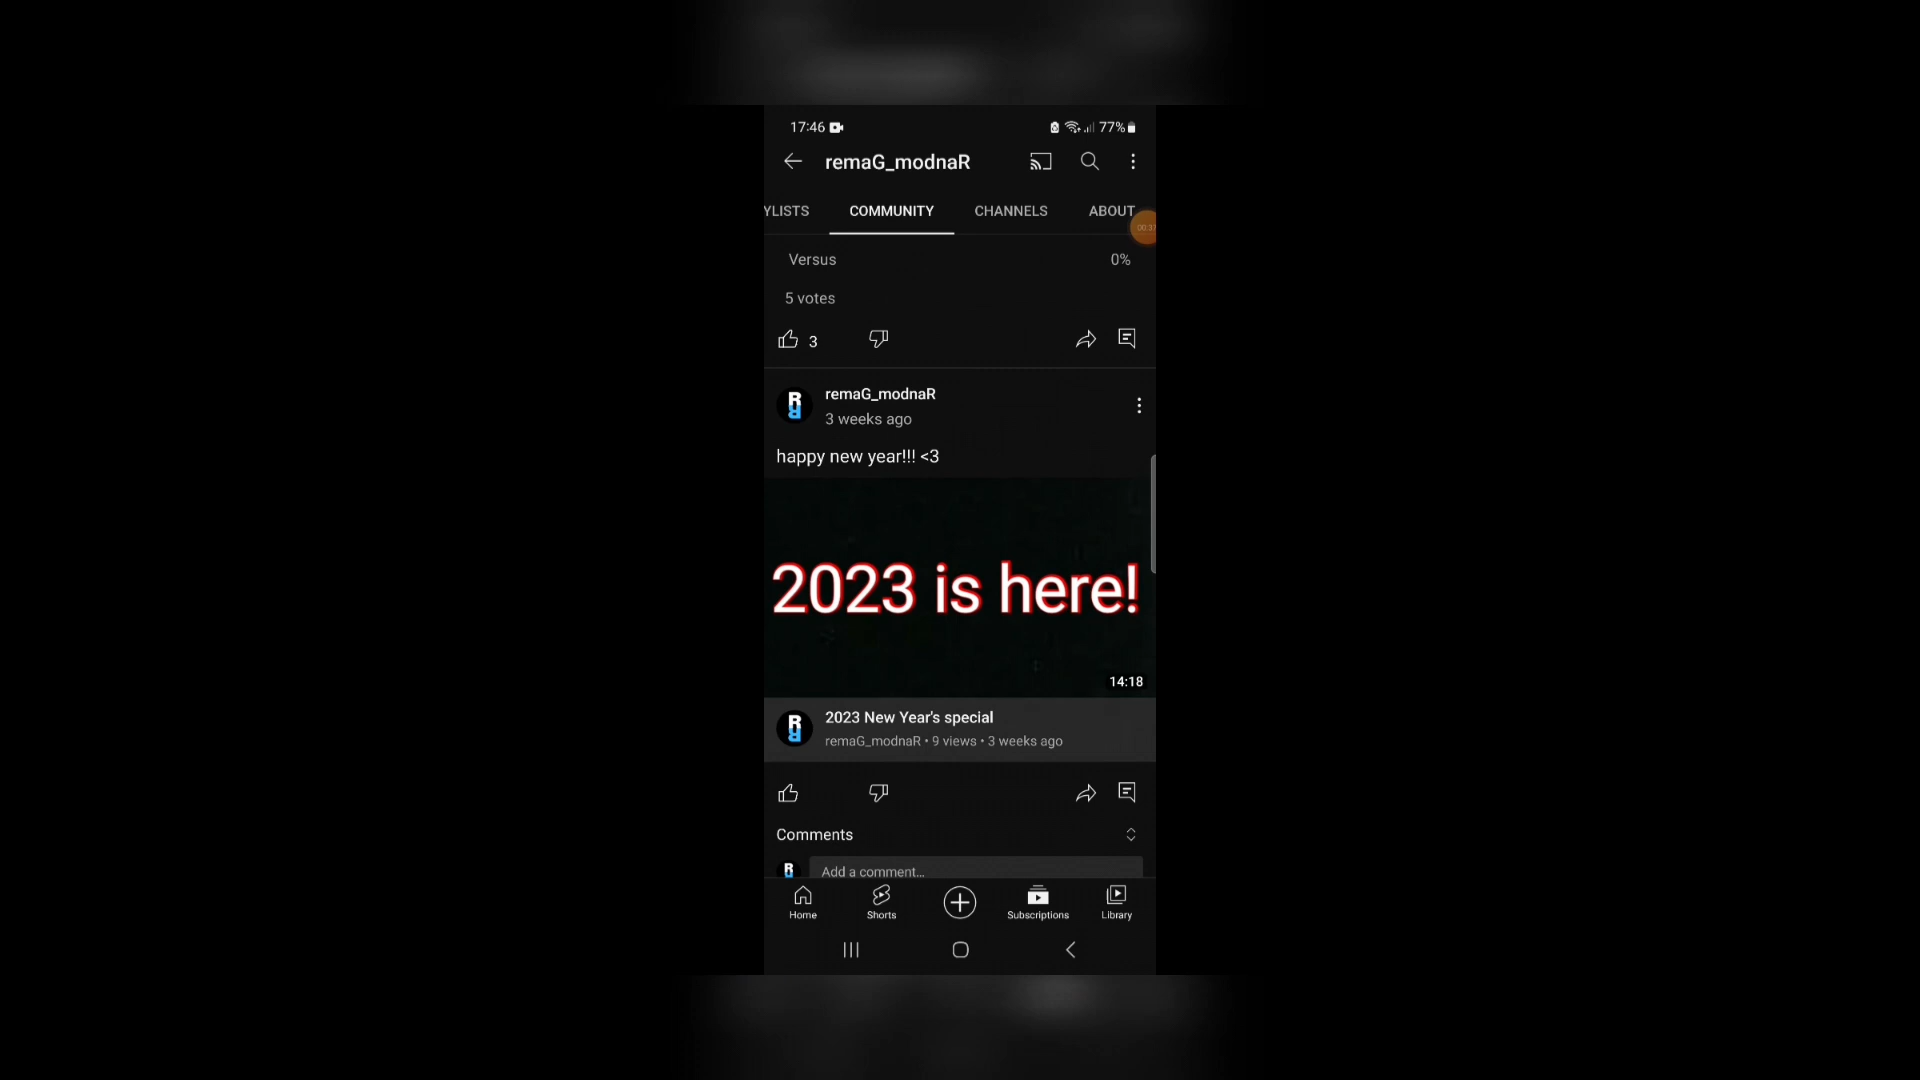 17:46 77%
remaG_modnaR
YLISTS COMMUNITY CHANNELS ABOUT
00:37
Versus 0%
5 votes
3
remaG_modnaR
3 weeks ago
happy new year!!! <3
2023 is here!
14:18
2023 New Year's special
remaG_modnaR • 9 views • 3 weeks ago
Comments
Add a comment...
Home Shorts Subscriptions Library